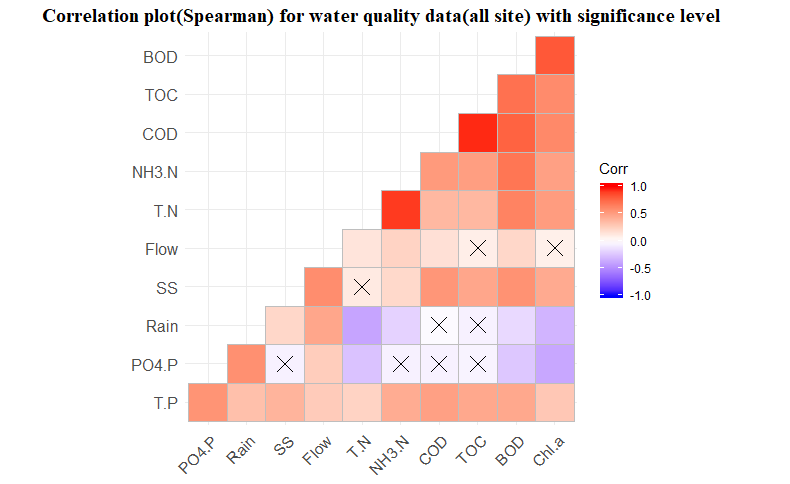 Correlation plot(Spearman) for water quality data(all site) with significance level
BOD
TOC
COD
NH3.N
T.N
Flow
SS
Rain
PO4.P
T.P
PO4.P
Rain
SS
Flow
T.N
NH3.N
COD
TOC
BOD
Chl.a
Corr
1.0
0.5
0.0
-0.5
-1.0